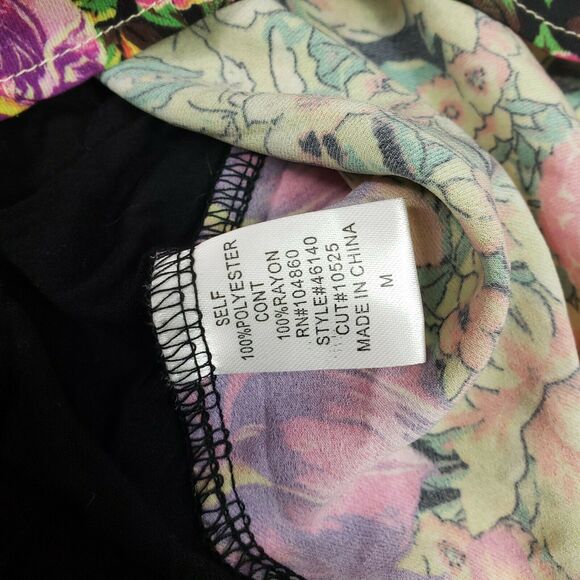 SELF
100%POLYESTER
CONT
100%RAYON
RN#104860
STYLE#46140
CUT#10525
MADE IN CHINA
M